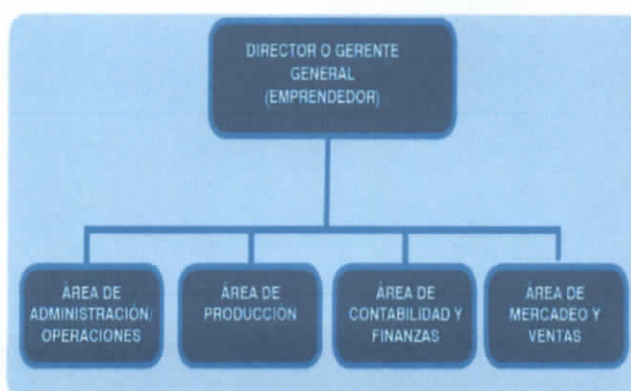 DIRECTOR O GERENTE
GENERAL
(EMPRENDEDOR)
ÁREA DE
ADMINISTRACIÓN/
OPERACIONES
ÁREA DE
PRODUCCIÓN
ÁREA DE
CONTABILIDAD Y
FINANZAS
ÁREA DE
MERCADEO Y
VENTAS